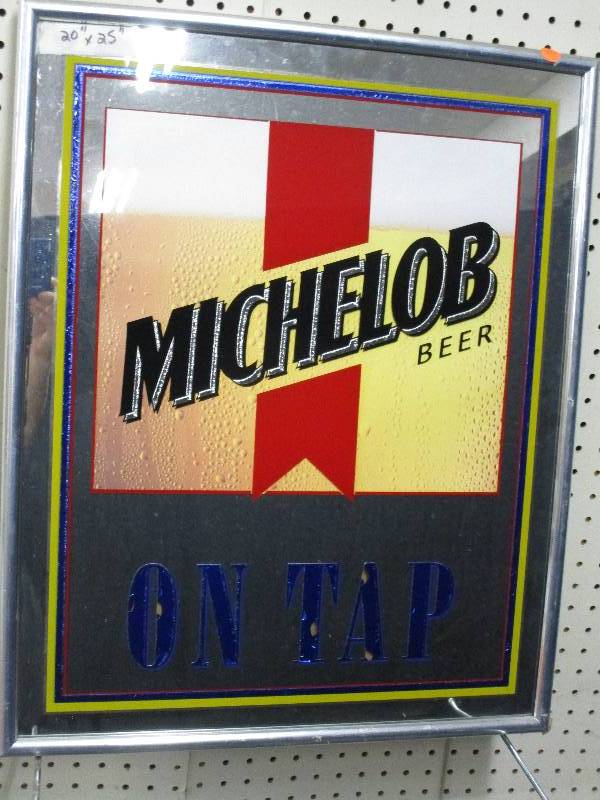 20" x 25"
MICHELOB
BEER
ON TAP